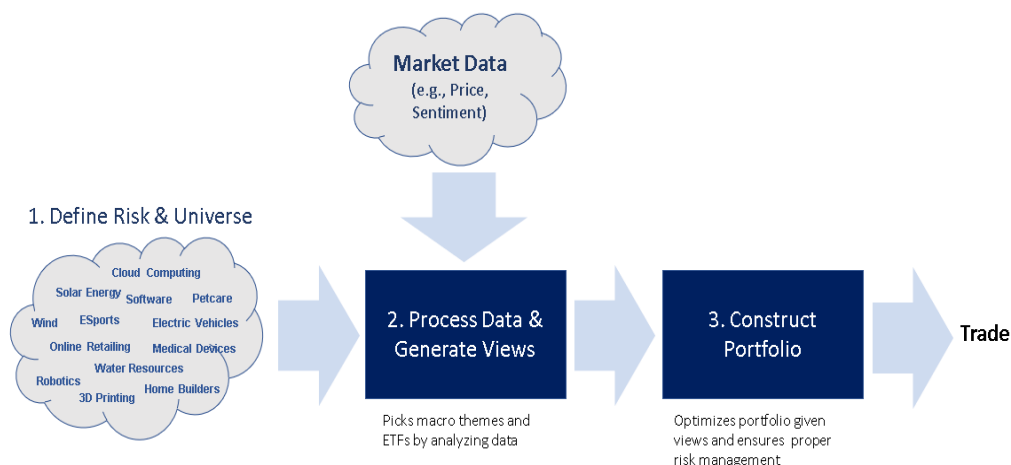 Market Data
(e.g., Price,
Sentiment)
1. Define Risk & Universe
Cloud Computing
Solar Energy
Software
Petcare
Wind
ESports
Electric Vehicles
Online Retailing
Medical Devices
Water Resources
Robotics
Home Builders
3D Printing
2. Process Data &
Generate Views
Picks macro themes and
ETFs by analyzing data
3. Construct
Portfolio
Optimizes portfolio given
views and ensures proper
risk management
Trade